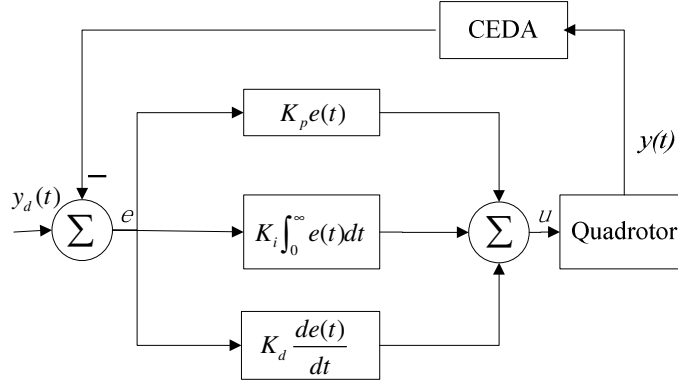 CEDA
K_p e(t)
y(t)
−
y_d(t)
e
∑
K_i ∫_0^∞ e(t)dt
∑
u
Quadrotor
K_d de(t)/dt